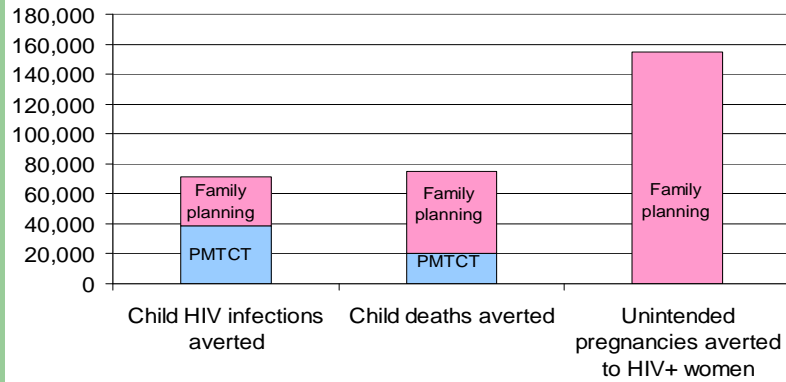 180,000
160,000
140,000
120,000
100,000
80,000
60,000
40,000
20,000
0
Family
planning
PMTCT
Family
planning
PMTCT
Family
planning
Child HIV infections
averted
Child deaths averted
Unintended
pregnancies averted
to HIV+ women